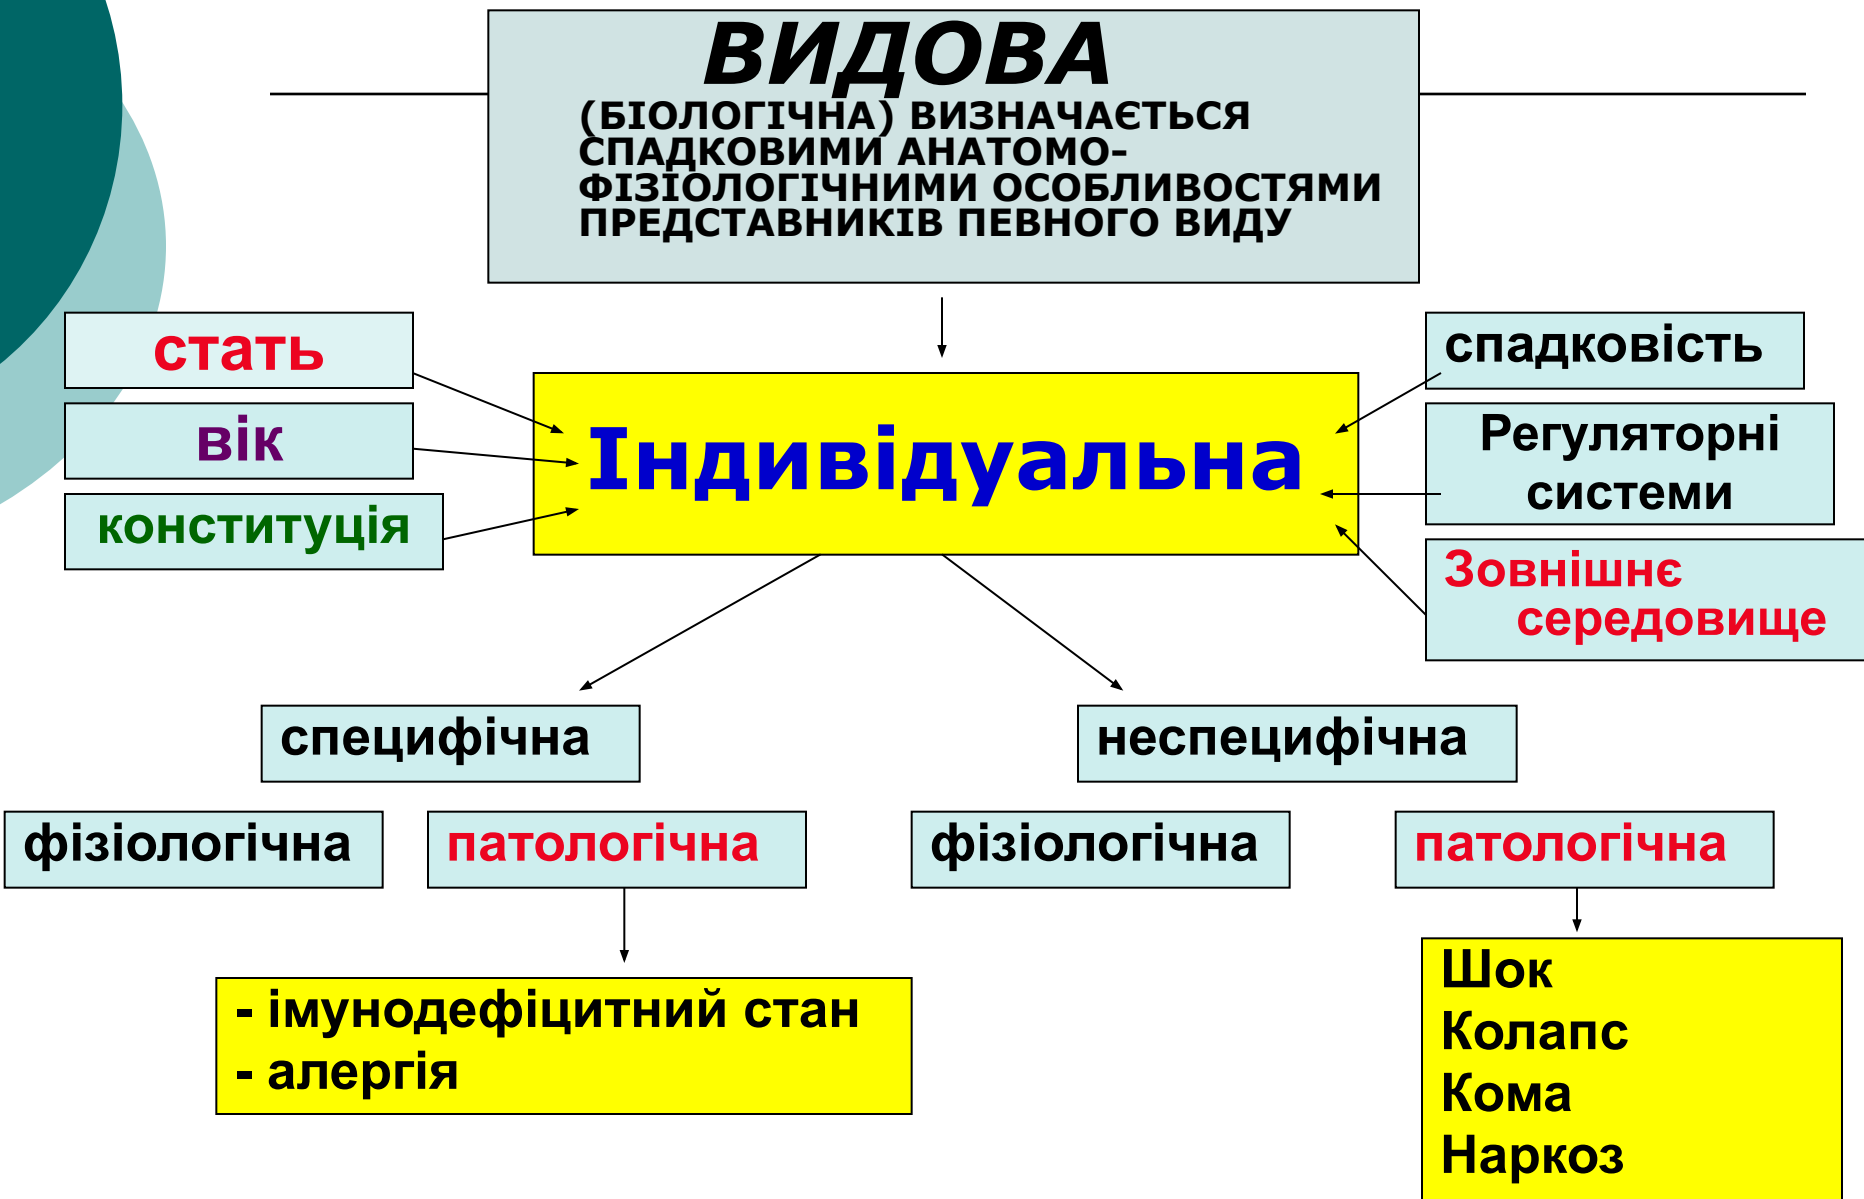 ВИДОВА
(БІОЛОГІЧНА) ВИЗНАЧАЄТЬСЯ
СПАДКОВИМИ АНАТОМО-
ФІЗІОЛОГІЧНИМИ ОСОБЛИВОСТЯМИ
ПРЕДСТАВНИКІВ ПЕВНОГО ВИДУ
стать
вік
конституція
Індивідуальна
спадковість
Регуляторні
системи
Зовнішнє
середовище
специфічна
неспецифічна
фізіологічна
патологічна
фізіологічна
патологічна
- імунодефіцитний стан
- алергія
Шок
Колапс
Кома
Наркоз